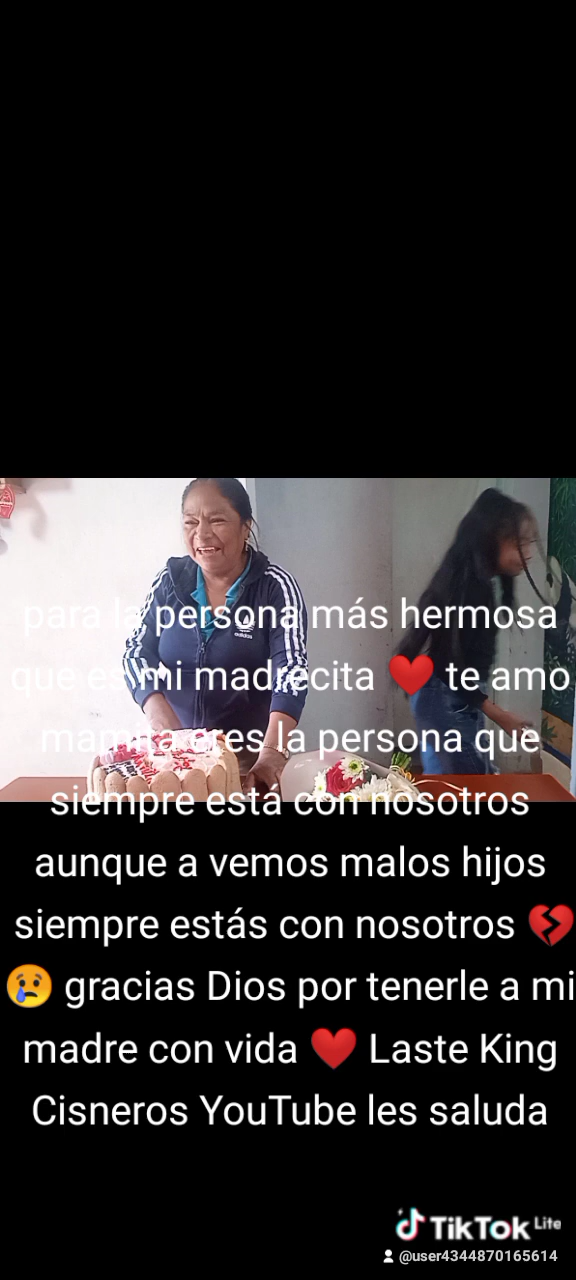 adidas
para la persona más hermosa
que es mi madrecita ❤️ te amo
mamita eres la persona que
siempre está con nosotros
aunque a vemos malos hijos
siempre estás con nosotros 💔
😢 gracias Dios por tenerle a mi
madre con vida ❤️ Laste King
Cisneros YouTube les saluda
TikTok Lite
@user4344870165614